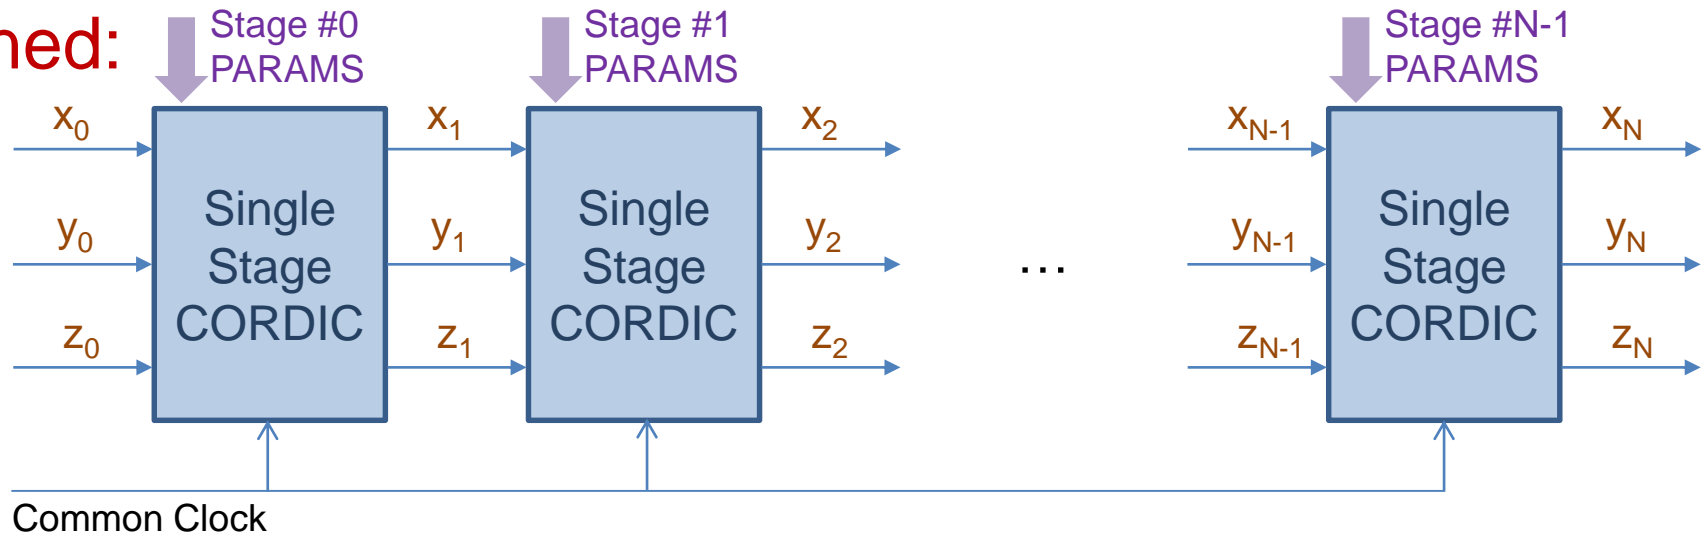 ned:
Stage #0
PARAMS
Stage #1
PARAMS
Stage #N-1
PARAMS
x0
x1
x2
xN-1
xN
Single
Stage
CORDIC
Single
Stage
CORDIC
Single
Stage
CORDIC
y0
y1
y2
...
yN-1
yN
z0
z1
z2
zN-1
zN
Common Clock